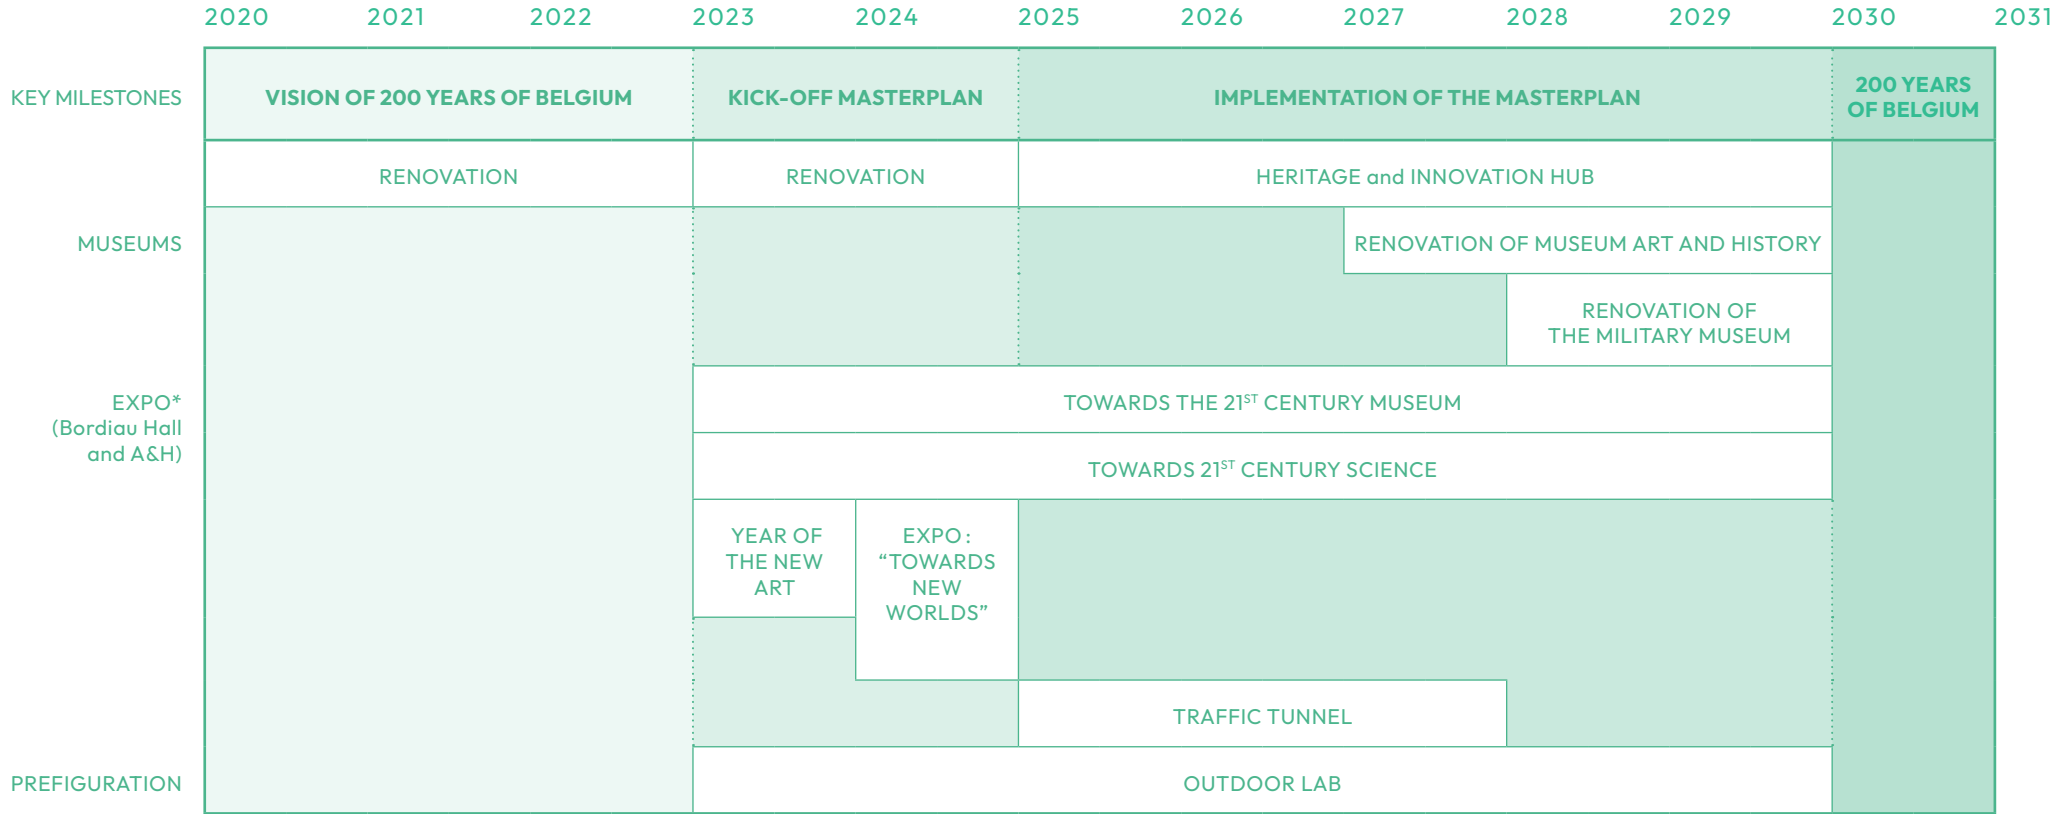 2020 2021 2022 2023 2024 2025 2026 2027 2028 2029 2030 2031
KEY MILESTONES
VISION OF 200 YEARS OF BELGIUM
KICK-OFF MASTERPLAN
IMPLEMENTATION OF THE MASTERPLAN
200 YEARS
OF BELGIUM
RENOVATION
RENOVATION
HERITAGE and INNOVATION HUB
MUSEUMS
RENOVATION OF MUSEUM ART AND HISTORY
RENOVATION OF
THE MILITARY MUSEUM
EXPO*
(Bordiau Hall
and A&H)
TOWARDS THE 21ST CENTURY MUSEUM
TOWARDS 21ST CENTURY SCIENCE
YEAR OF
THE NEW
ART
EXPO :
“TOWARDS
NEW
WORLDS”
TRAFFIC TUNNEL
PREFIGURATION
OUTDOOR LAB